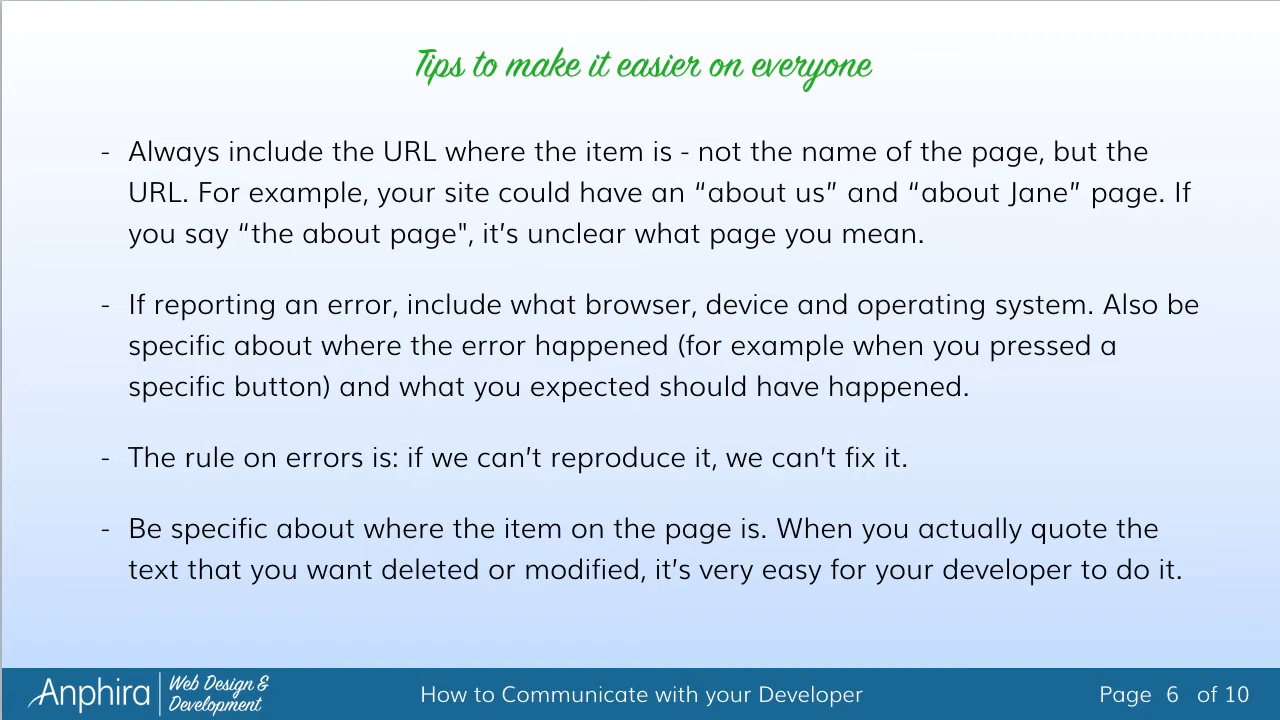 Tips to make it easier on everyone
- Always include the URL where the item is - not the name of the page, but the
URL. For example, your site could have an “about us” and “about Jane” page. If
you say “the about page", it’s unclear what page you mean.
- If reporting an error, include what browser, device and operating system. Also be
specific about where the error happened (for example when you pressed a
specific button) and what you expected should have happened.
- The rule on errors is: if we can’t reproduce it, we can’t fix it.
- Be specific about where the item on the page is. When you actually quote the
text that you want deleted or modified, it’s very easy for your developer to do it.
Anphira
Web Design &
Development
How to Communicate with your Developer
Page 6 of 10